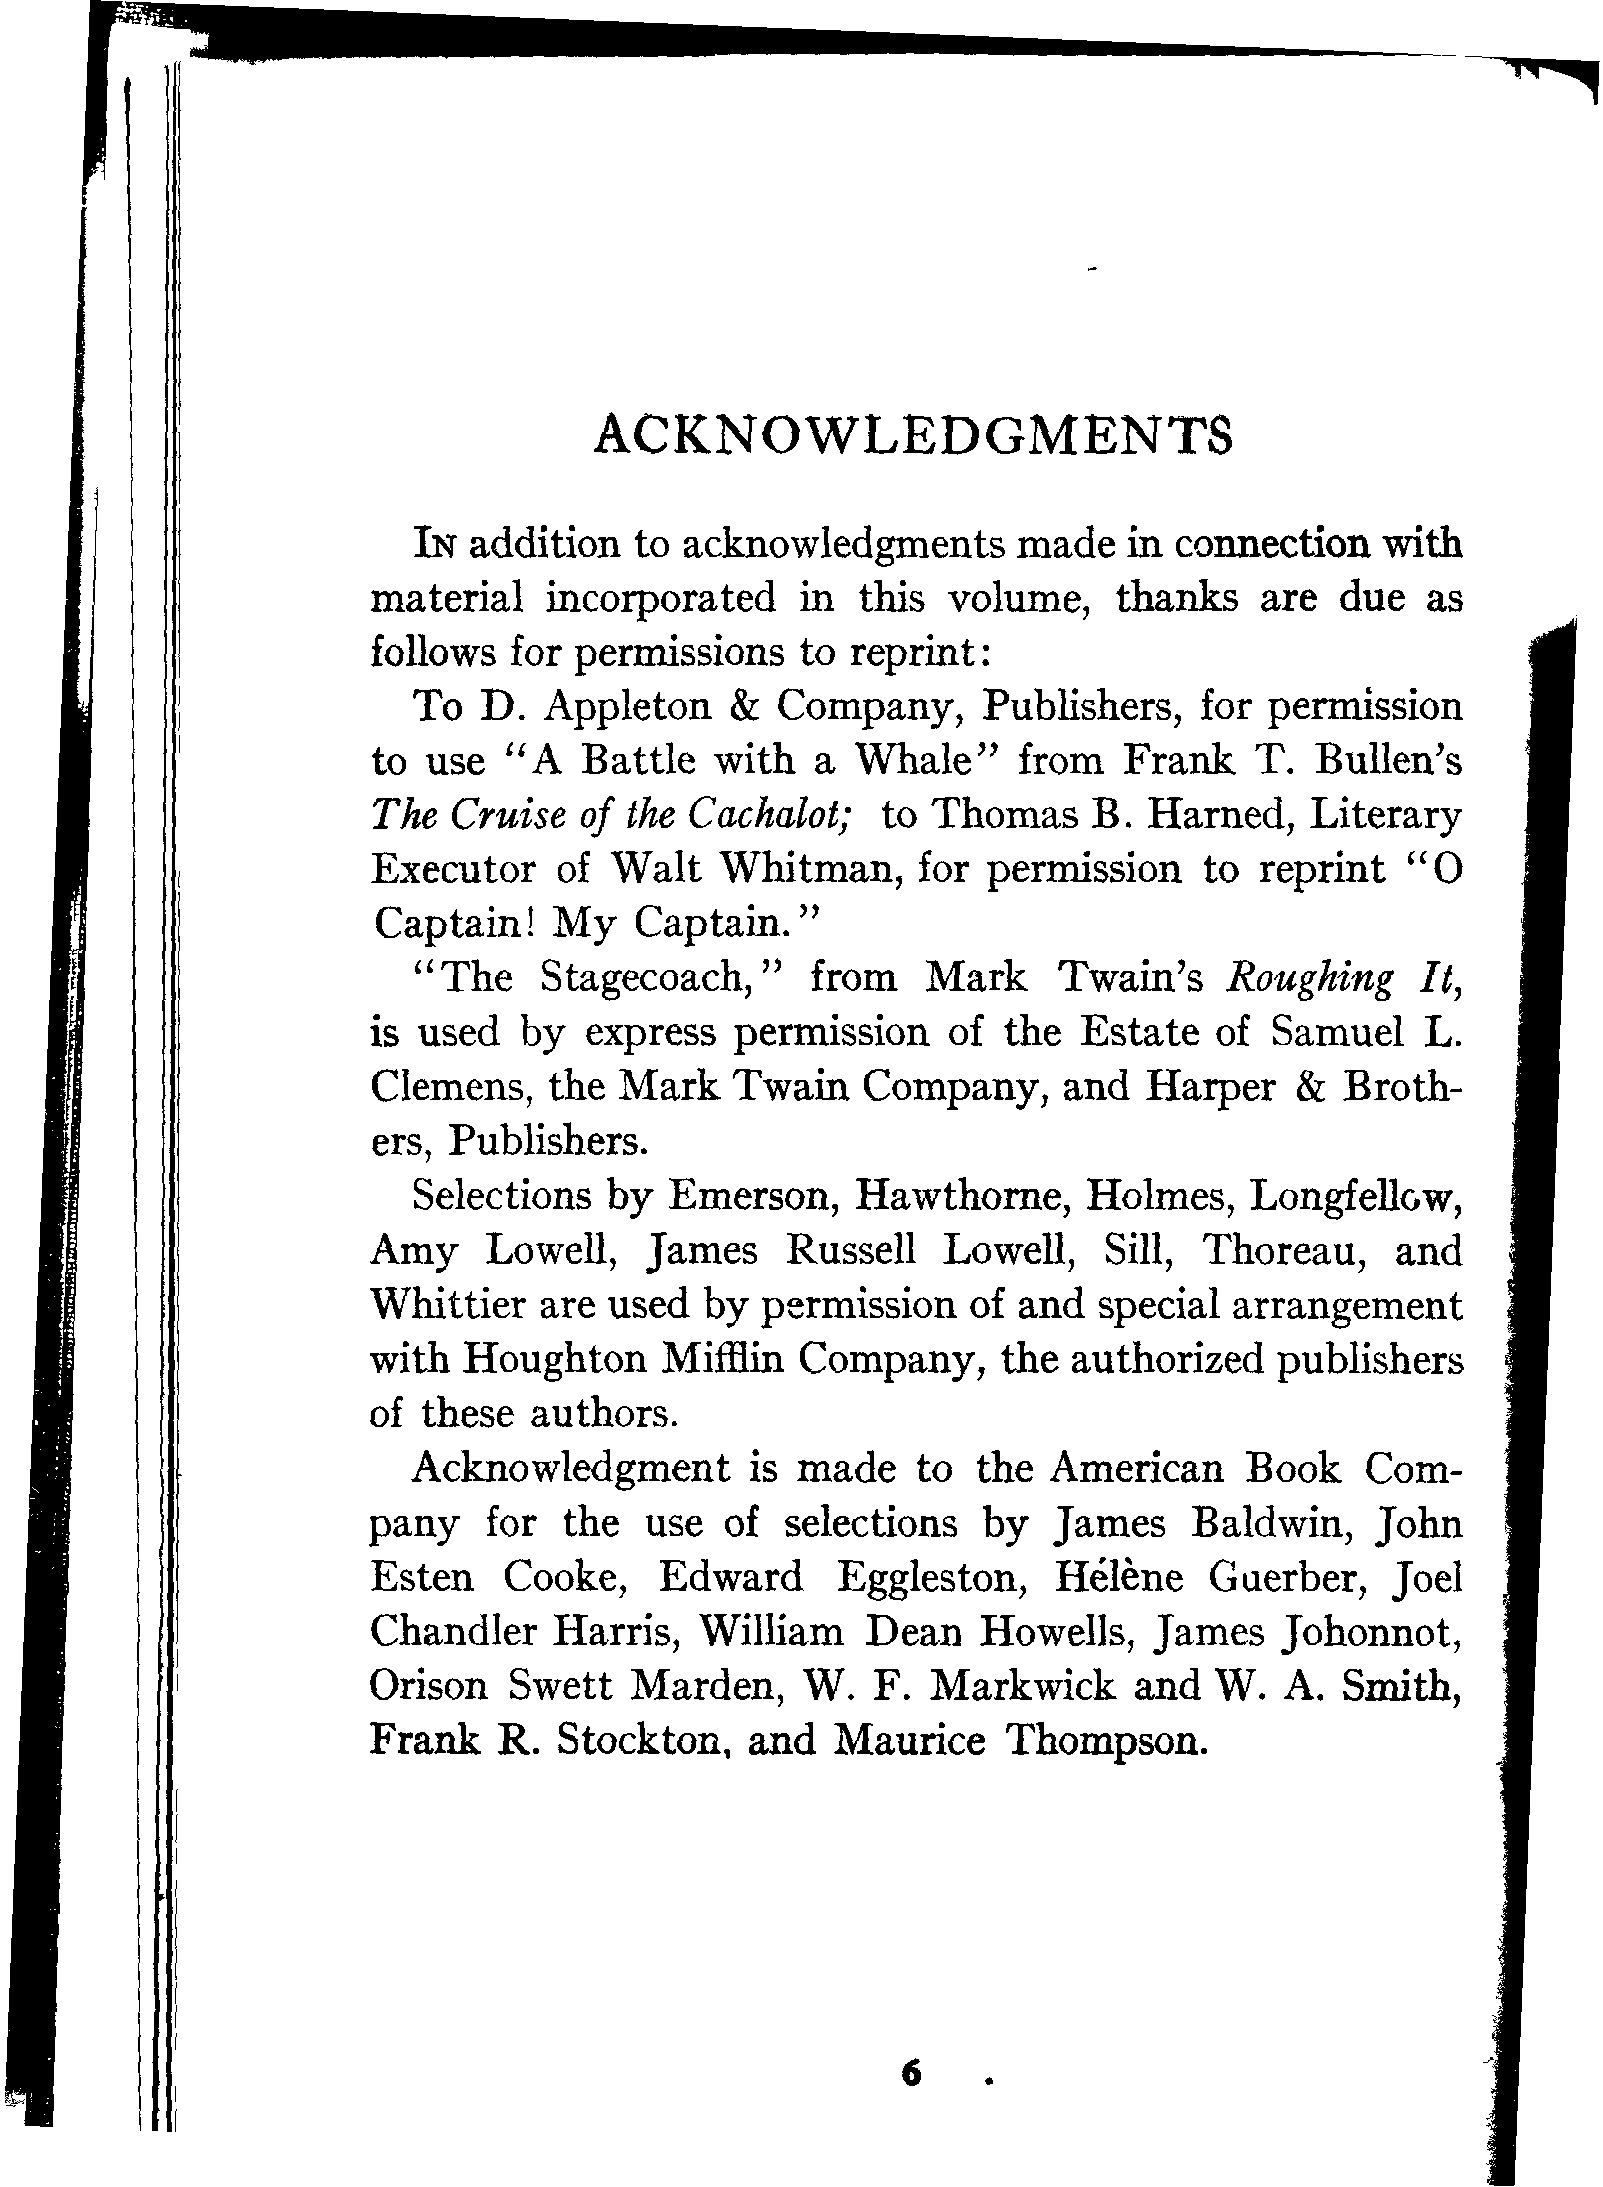 ACKNOWLEDGMENTS
IN addition to acknowledgments made in connection with
material incorporated in this volume, thanks are due as
follows for permissions to reprint:
To D. Appleton & Company, Publishers, for permission
to use “A Battle with a Whale” from Frank T. Bullen’s
The Cruise of the Cachalot; to Thomas B. Harned, Literary
Executor of Walt Whitman, for permission to reprint “O
Captain! My Captain.”
“The Stagecoach,” from Mark Twain’s Roughing It,
is used by express permission of the Estate of Samuel L.
Clemens, the Mark Twain Company, and Harper & Broth-
ers, Publishers.
Selections by Emerson, Hawthorne, Holmes, Longfellow,
Amy Lowell, James Russell Lowell, Sill, Thoreau, and
Whittier are used by permission of and special arrangement
with Houghton Mifflin Company, the authorized publishers
of these authors.
Acknowledgment is made to the American Book Com-
pany for the use of selections by James Baldwin, John
Esten Cooke, Edward Eggleston, Hélène Guerber, Joel
Chandler Harris, William Dean Howells, James Johonnot,
Orison Swett Marden, W. F. Markwick and W. A. Smith,
Frank R. Stockton, and Maurice Thompson.
6